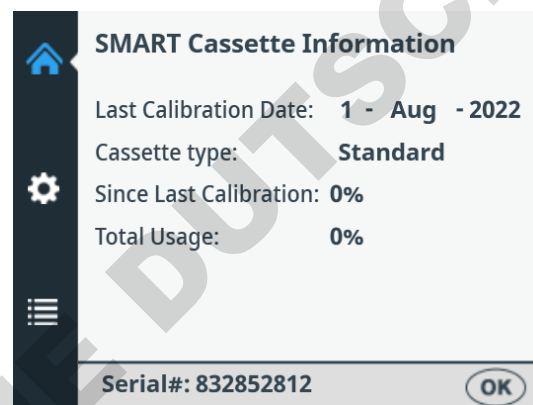 SMART Cassette Information
Last Calibration Date: 1 - Aug - 2022
Cassette type: Standard
Since Last Calibration: 0%
Total Usage: 0%
Serial#: 832852812
OK